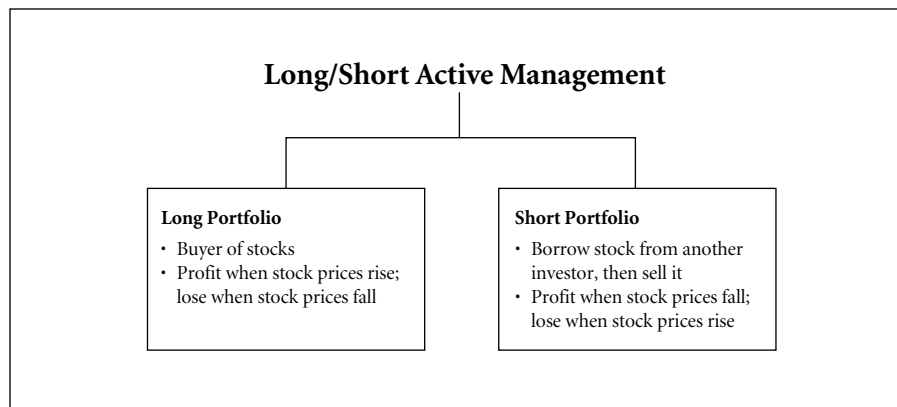 Long/Short Active Management
Long Portfolio
• Buyer of stocks
• Profit when stock prices rise;
lose when stock prices fall
Short Portfolio
• Borrow stock from another
investor, then sell it
• Profit when stock prices fall;
lose when stock prices rise